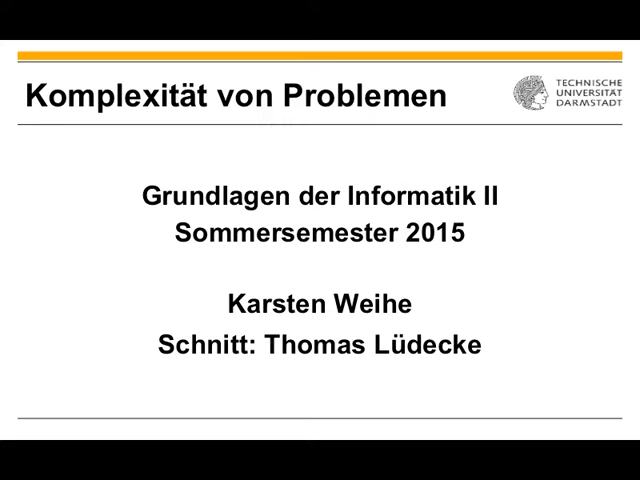 Komplexität von Problemen
TECHNISCHE
UNIVERSITÄT
DARMSTADT
Grundlagen der Informatik II
Sommersemester 2015
Karsten Weihe
Schnitt: Thomas Lüdecke